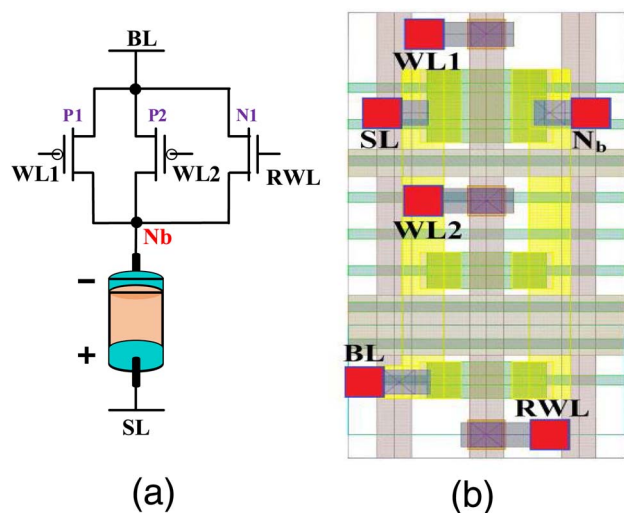 BL
P1 P2 N1
WL1 WL2 RWL
Nb
−
+
SL
(a)
WL1
SL Nb
WL2
BL
RWL
(b)